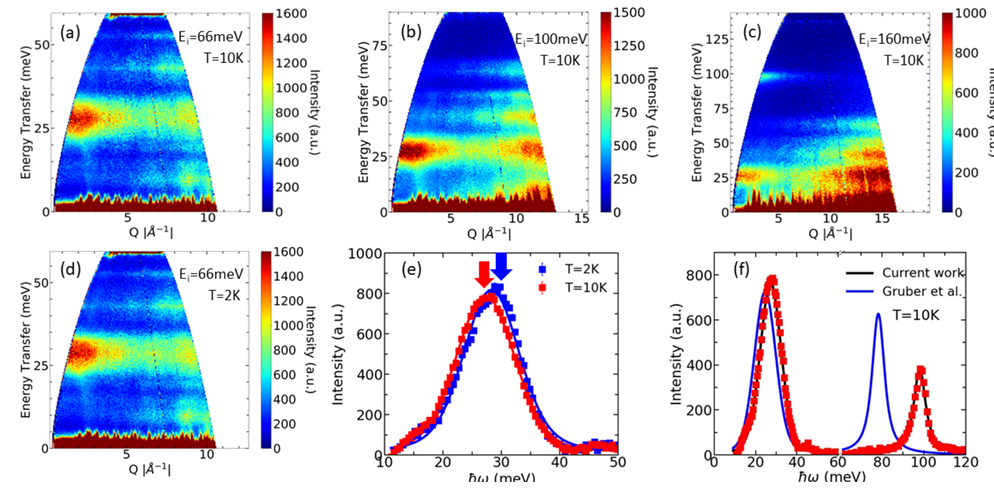 (a)
Ei=66meV
T=10K
Energy Transfer (meV)
50
25
0
5
10
Q |Å⁻¹|
1600
1400
1200
1000
800
600
400
200
0
Intensity (a.u.)
(b)
Ei=100meV
T=10K
Energy Transfer (meV)
75
50
25
0
5
10
15
Q |Å⁻¹|
1500
1250
1000
750
500
250
0
Intensity (a.u.)
(c)
Ei=160meV
T=10K
Energy Transfer (meV)
125
100
75
50
25
0
5
10
15
Q |Å⁻¹|
1000
800
600
400
200
0
Intensity (a.u.)
(d)
Ei=66meV
T=2K
Energy Transfer (meV)
50
25
0
5
10
Q |Å⁻¹|
1600
1400
1200
1000
800
600
400
200
0
Intensity (a.u.)
(e)
T=2K
T=10K
Intensity (a.u.)
1000
800
600
400
200
0
10
20
30
40
50
ℏω (meV)
(f)
Current work
Gruber et al.
T=10K
Intensity (a.u.)
800
600
400
200
0
0
20
40
60
80
100
120
ℏω (meV)